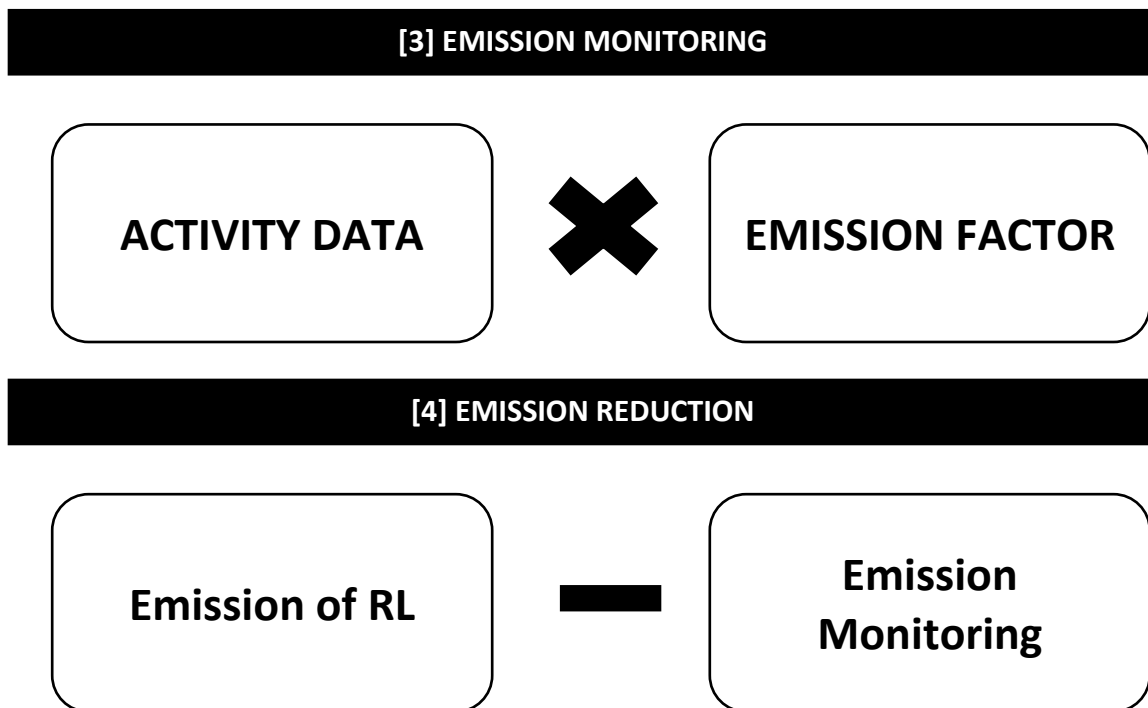 [3] EMISSION MONITORING
ACTIVITY DATA
EMISSION FACTOR
[4] EMISSION REDUCTION
Emission of RL
Emission
Monitoring